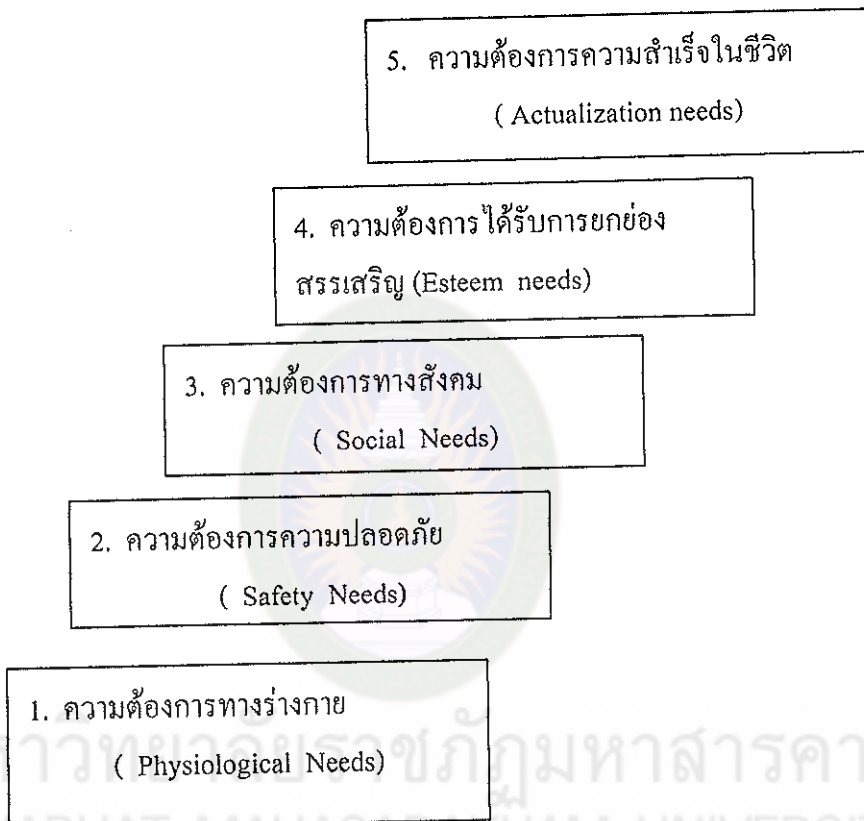 5. ความต้องการความสำเร็จในชีวิต
( Actualization needs)
4. ความต้องการได้รับการยกย่อง
สรรเสริญ (Esteem needs)
3. ความต้องการทางสังคม
( Social Needs)
2. ความต้องการความปลอดภัย
( Safety Needs)
1. ความต้องการทางร่างกาย
( Physiological Needs)